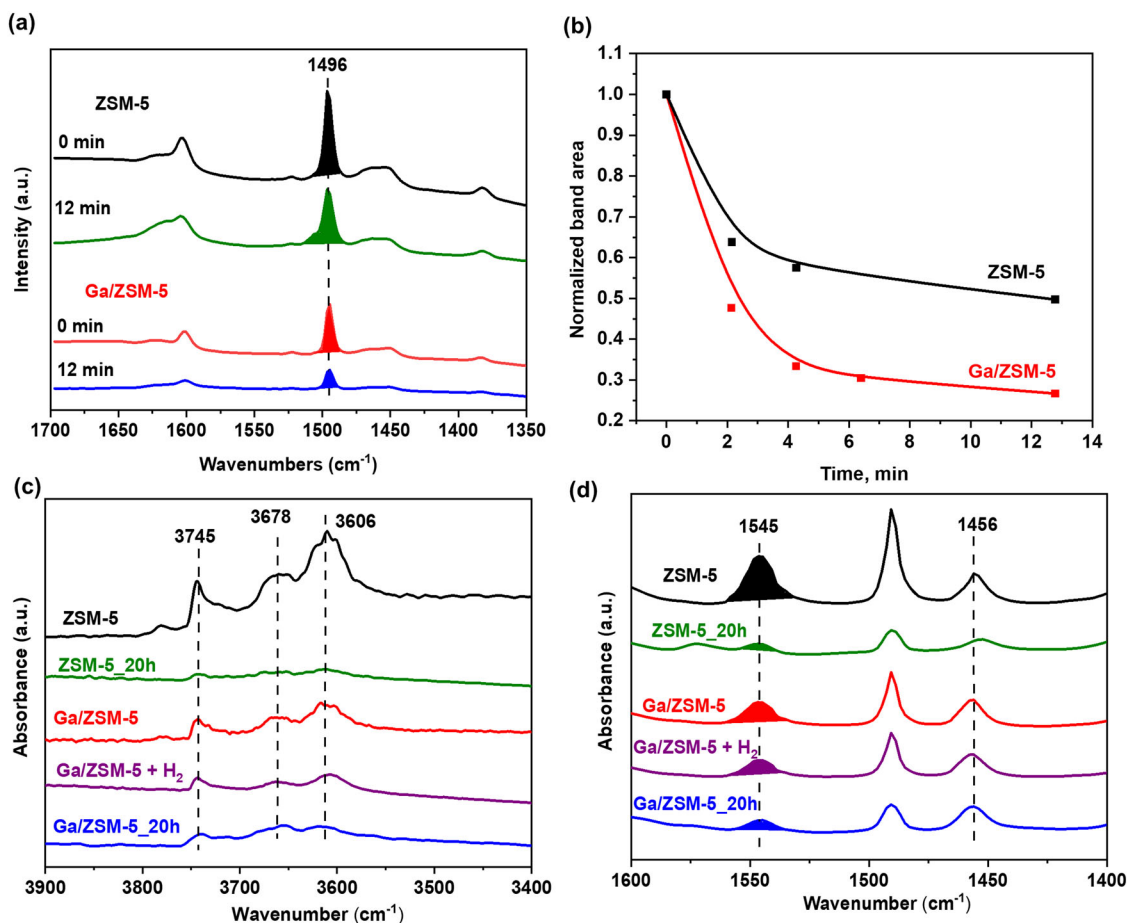 (a)
1496
ZSM-5
0 min
12 min
Ga/ZSM-5
0 min
12 min
Intensity (a.u.)
1700 1650 1600 1550 1500 1450 1400 1350
Wavenumbers (cm⁻¹)
(b)
1.1
1.0
0.9
0.8
0.7
0.6
0.5
0.4
0.3
0.2
Normalized band area
ZSM-5
Ga/ZSM-5
0 2 4 6 8 10 12 14
Time, min
(c)
3745 3678 3606
ZSM-5
ZSM-5_20h
Ga/ZSM-5
Ga/ZSM-5 + H₂
Ga/ZSM-5_20h
Absorbance (a.u.)
3900 3800 3700 3600 3500 3400
Wavenumber (cm⁻¹)
(d)
1545 1456
ZSM-5
ZSM-5_20h
Ga/ZSM-5
Ga/ZSM-5 + H₂
Ga/ZSM-5_20h
Absorbance (a.u.)
1600 1550 1500 1450 1400
Wavenumber (cm⁻¹)